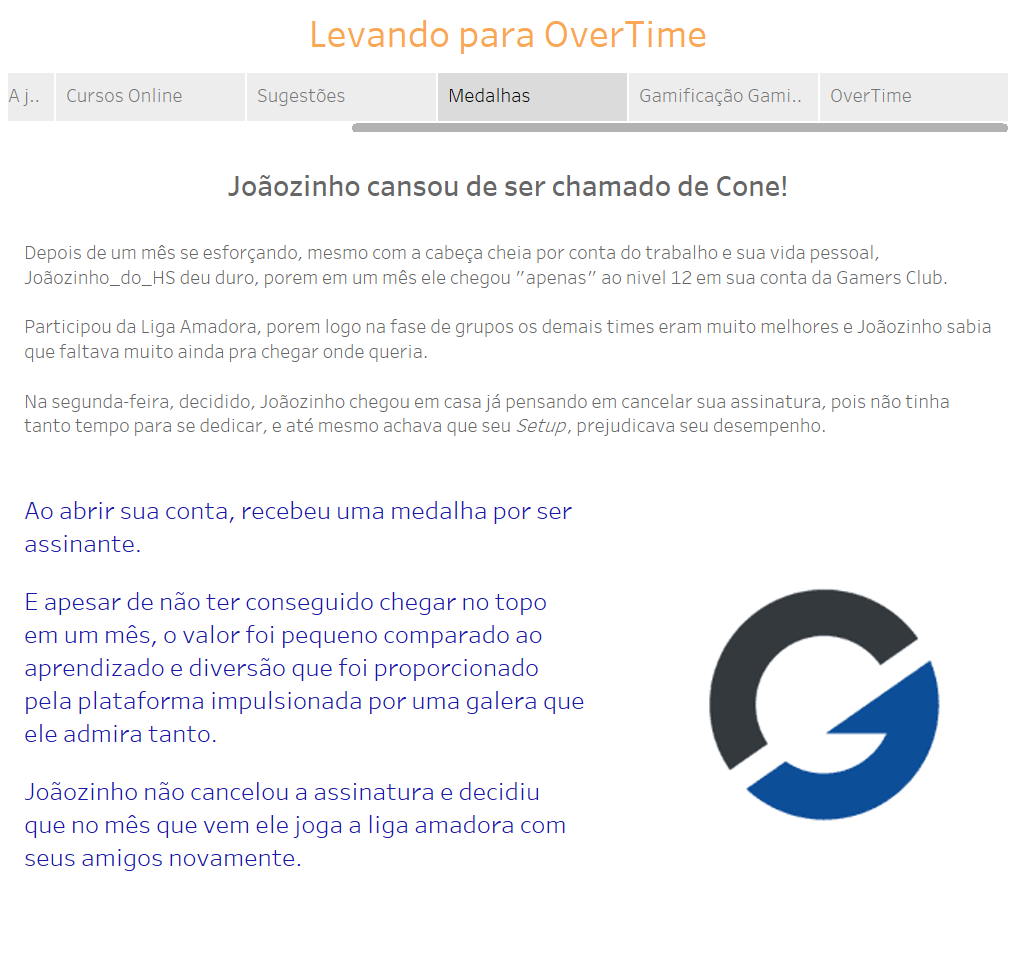 Levando para OverTime
A j..
Cursos Online
Sugestões
Medalhas
Gamificação Gami..
OverTime
Joãozinho cansou de ser chamado de Cone!
Depois de um mês se esforçando, mesmo com a cabeça cheia por conta do trabalho e sua vida pessoal,
Joãozinho_do_HS deu duro, porem em um mês ele chegou "apenas" ao nivel 12 em sua conta da Gamers Club.
Participou da Liga Amadora, porem logo na fase de grupos os demais times eram muito melhores e Joãozinho sabia
que faltava muito ainda pra chegar onde queria.
Na segunda-feira, decidido, Joãozinho chegou em casa já pensando em cancelar sua assinatura, pois não tinha
tanto tempo para se dedicar, e até mesmo achava que seu Setup, prejudicava seu desempenho.
Ao abrir sua conta, recebeu uma medalha por ser
assinante.
E apesar de não ter conseguido chegar no topo
em um mês, o valor foi pequeno comparado ao
aprendizado e diversão que foi proporcionado
pela plataforma impulsionada por uma galera que
ele admira tanto.
Joãozinho não cancelou a assinatura e decidiu
que no mês que vem ele joga a liga amadora com
seus amigos novamente.